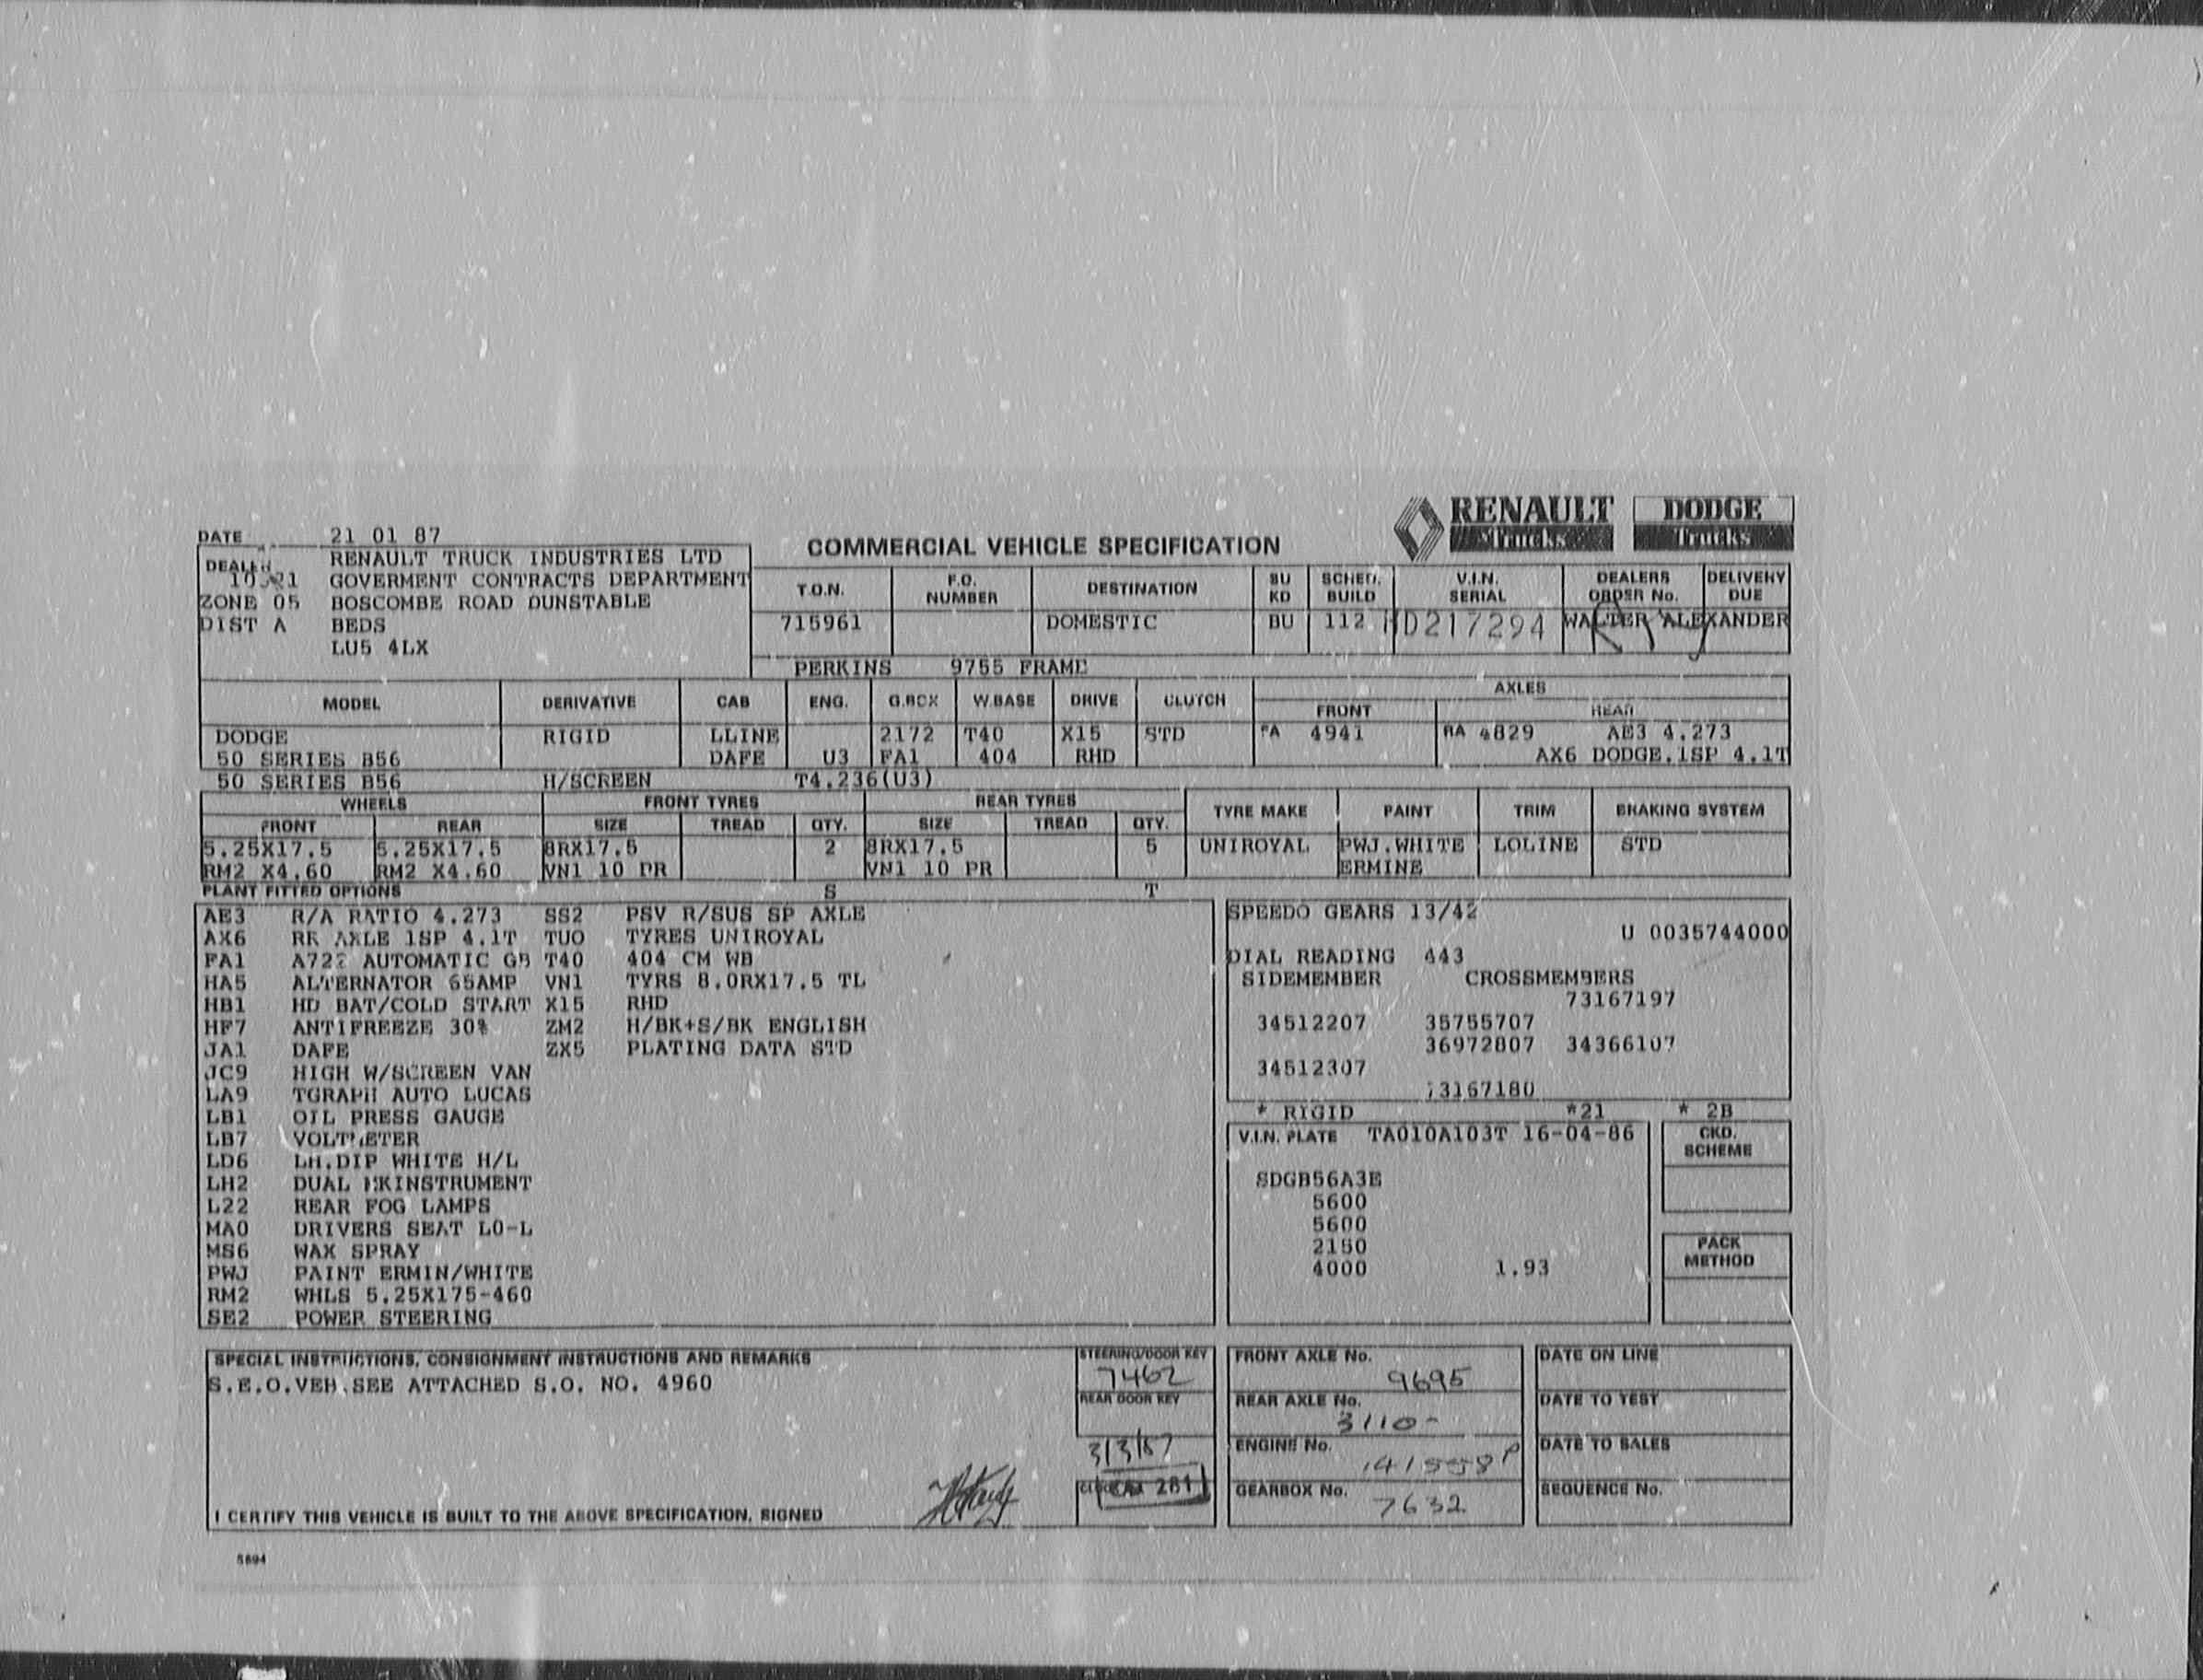 RENAULT DODGE
Trucks Trucks
DATE 21 01 87
COMMERCIAL VEHICLE SPECIFICATION
DEALER RENAULT TRUCK INDUSTRIES LTD
GOVERMENT CONTRACTS DEPARTMENT
ZONE 05 BOSCOMBE ROAD DUNSTABLE
DIST A BEDS
LU5 4LX
T.O.N. F.O. NUMBER DESTINATION BU KD SCHED. BUILD V.I.N. SERIAL DEALERS ORDER No. DELIVERY DUE
715961 DOMESTIC BU 112 HD217294 WALTER ALEXANDER
PERKINS 9755 FRAME
MODEL DERIVATIVE CAB ENG. G.BOX W.BASE DRIVE CLUTCH AXLES
FRONT REAR
DODGE RIGID LLINE 2172 T40 X15 STD FA 4941 RA 4829 AE3 4.273
50 SERIES B56 DAFE U3 FA1 404 RHD AX6 DODGE.1SP 4.1T
50 SERIES B56 H/SCREEN T4.236(U3)
WHEELS FRONT TYRES REAR TYRES TYRE MAKE PAINT TRIM BRAKING SYSTEM
FRONT REAR SIZE TREAD QTY. SIZE TREAD QTY.
5.25X17.5 5.25X17.5 8RX17.5 2 8RX17.5 5 UNIROYAL PWJ.WHITE LOLINE STD
RM2 X4.60 RM2 X4.60 VN1 10 PR VN1 10 PR ERMINE
PLANT FITTED OPTIONS S T
AE3 R/A RATIO 4.273 SS2 PSV R/SUS SP AXLE
AX6 RR AXLE 1SP 4.1T TUO TYRES UNIROYAL
FA1 A727 AUTOMATIC GB T40 404 CM WB
HA5 ALTERNATOR 65AMP VN1 TYRS 8.0RX17.5 TL
HB1 HD BAT/COLD START X15 RHD
HF7 ANTIFREEZE 30% ZM2 H/BK+S/BK ENGLISH
JA1 DAFE ZX5 PLATING DATA STD
JC9 HIGH W/SCREEN VAN
LA9 TGRAPH AUTO LUCAS
LB1 OIL PRESS GAUGE
LB7 VOLTMETER
LD6 LH.DIP WHITE H/L
LH2 DUAL BKINSTRUMENT
L22 REAR FOG LAMPS
MA0 DRIVERS SEAT LO-L
MS6 WAX SPRAY
PWJ PAINT ERMIN/WHITE
RM2 WHLS 5.25X175-460
SE2 POWER STEERING
SPEEDO GEARS 13/42
U 0035744000
DIAL READING 443
SIDEMEMBER CROSSMEMBERS
73167197
34512207 35755707
36972807 34366107
34512307
73167180
* RIGID *21 * 2B
V.I.N. PLATE TA010A103T 16-04-86
CKD. SCHEME
SDGB56A3E
5600
5600
2150
4000 1.93
PACK METHOD
SPECIAL INSTRUCTIONS, CONSIGNMENT INSTRUCTIONS AND REMARKS
S.E.O.VEH.SEE ATTACHED S.O. NO. 4960
STEERING/DOOR KEY
7462
REAR DOOR KEY
3/3/87
281
I CERTIFY THIS VEHICLE IS BUILT TO THE ABOVE SPECIFICATION, SIGNED
FRONT AXLE No. 9695
REAR AXLE No. 3110-
ENGINE No. 141558P
GEARBOX No. 7632
DATE ON LINE
DATE TO TEST
DATE TO SALES
SEQUENCE No.
5694